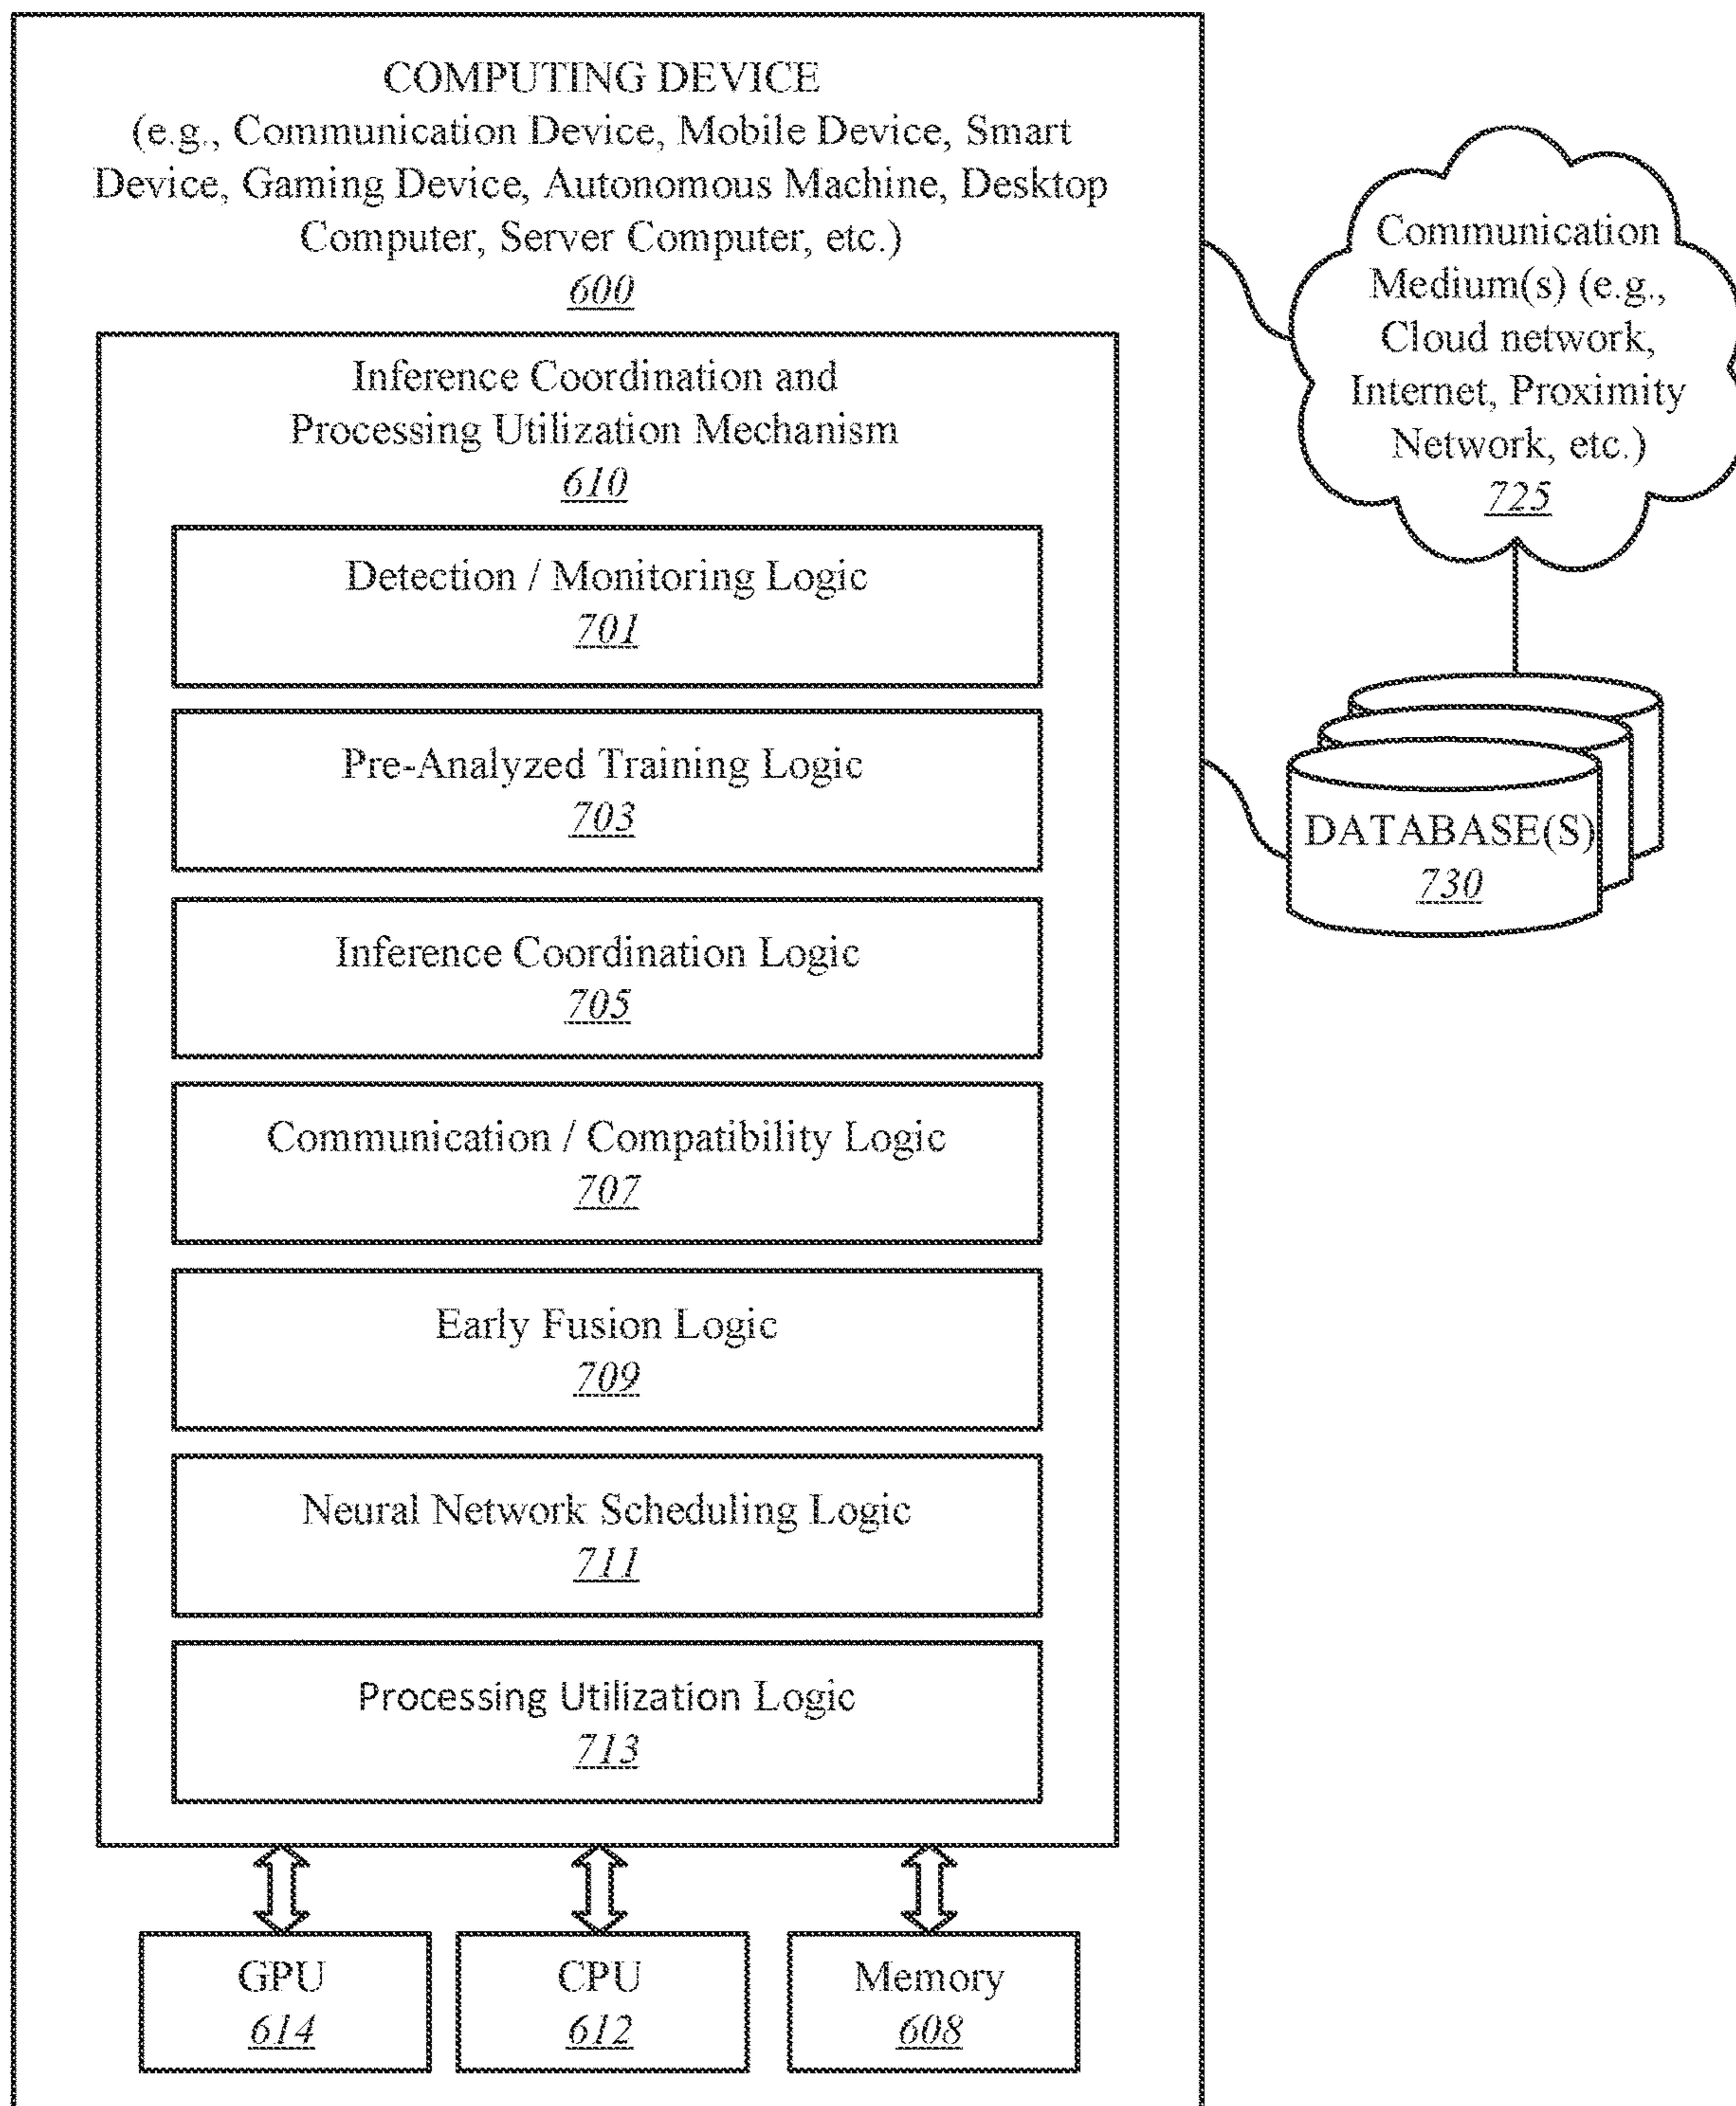 COMPUTING DEVICE
(e.g., Communication Device, Mobile Device, Smart
Device, Gaming Device, Autonomous Machine, Desktop
Computer, Server Computer, etc.)
600
Inference Coordination and
Processing Utilization Mechanism
610
Detection / Monitoring Logic
701
Pre-Analyzed Training Logic
703
Inference Coordination Logic
705
Communication / Compatibility Logic
707
Early Fusion Logic
709
Neural Network Scheduling Logic
711
Processing Utilization Logic
713
GPU
614
CPU
612
Memory
608
Communication
Medium(s) (e.g.,
Cloud network,
Internet, Proximity
Network, etc.)
725
DATABASE(S)
730